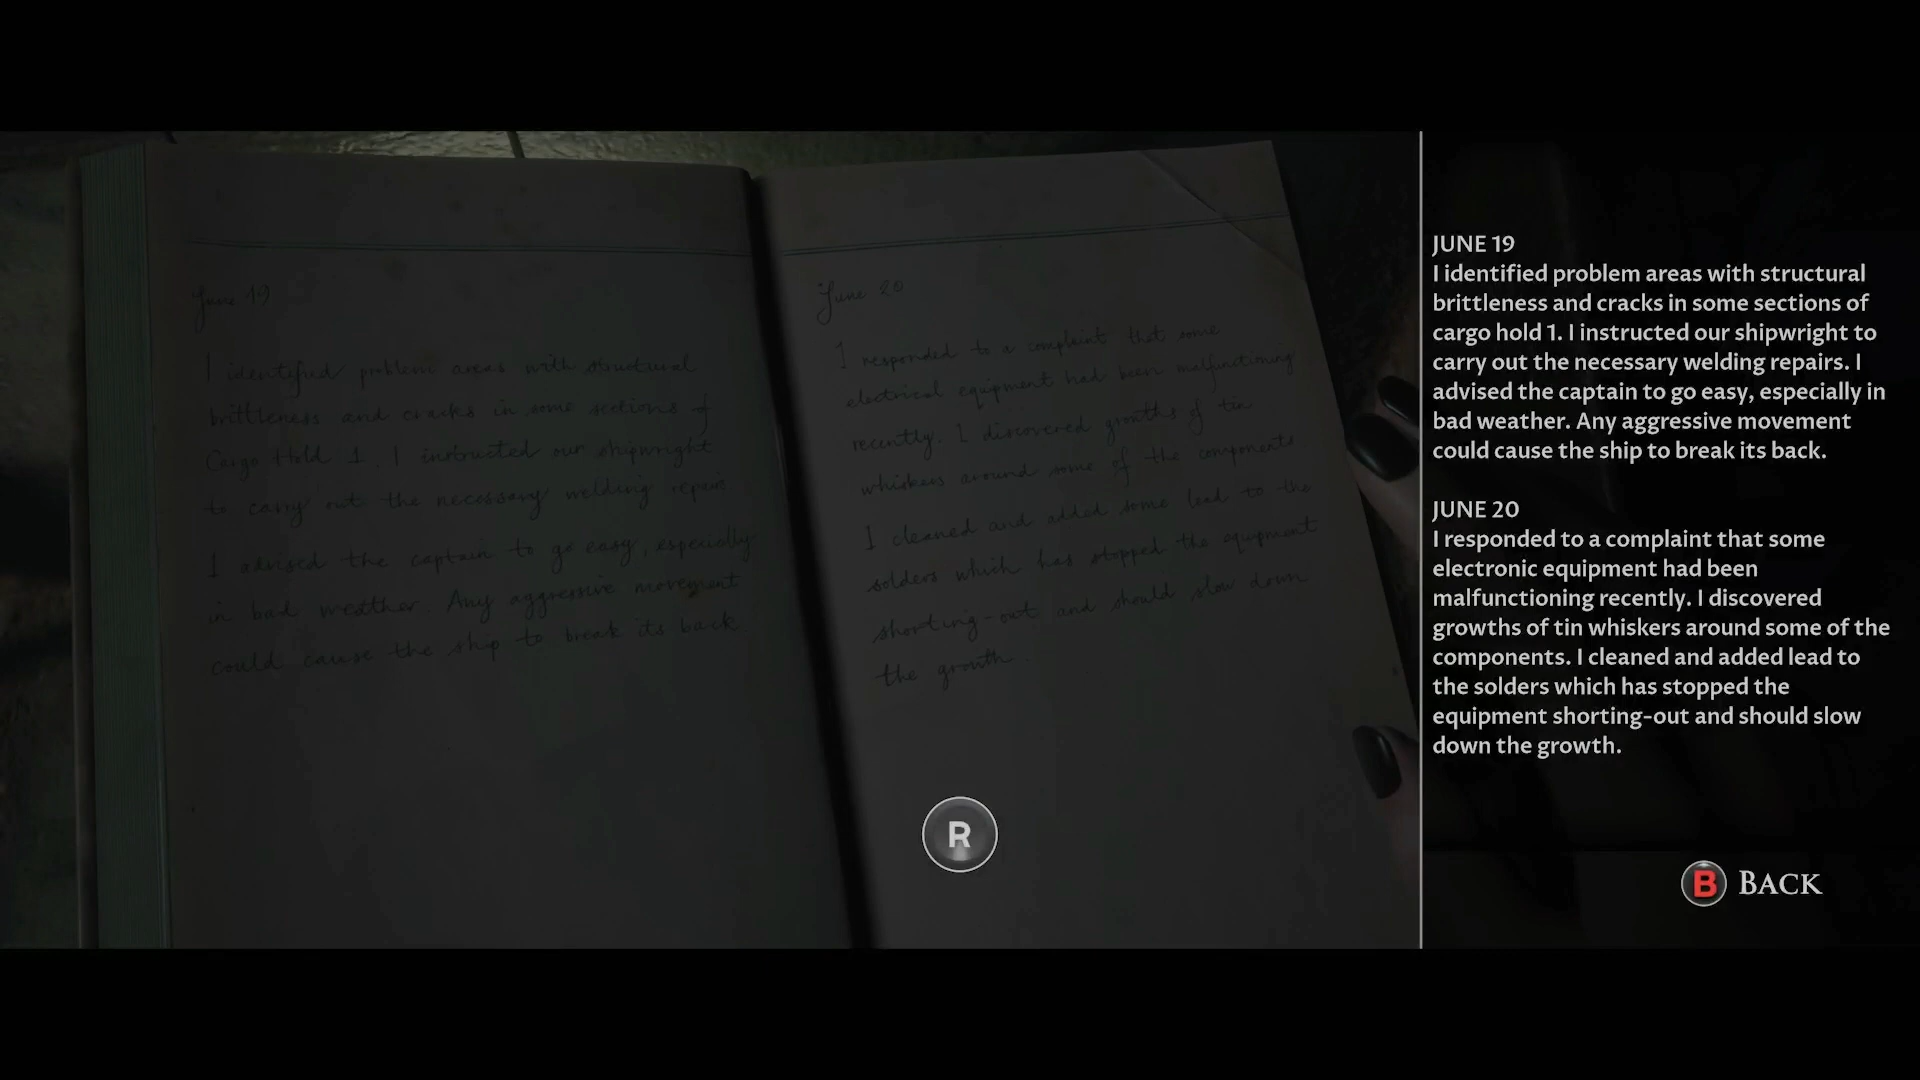 June 19
I identified problem areas with structural
brittleness and cracks in some sections of
Cargo Hold 1. I instructed our shipwright
to carry out the necessary welding repairs
I advised the captain to go easy, especially
in bad weather. Any aggressive movement
could cause the ship to break its back
June 20
I responded to a complaint that some
electrical equipment had been malfunctioning
recently. I discovered growths of tin
whiskers around some of the components
I cleaned and added some lead to the
solders which has stopped the equipment
shorting-out and should slow down
the growth.
R
JUNE 19
I identified problem areas with structural
brittleness and cracks in some sections of
cargo hold 1. I instructed our shipwright to
carry out the necessary welding repairs. I
advised the captain to go easy, especially in
bad weather. Any aggressive movement
could cause the ship to break its back.
JUNE 20
I responded to a complaint that some
electronic equipment had been
malfunctioning recently. I discovered
growths of tin whiskers around some of the
components. I cleaned and added lead to
the solders which has stopped the
equipment shorting-out and should slow
down the growth.
B BACK